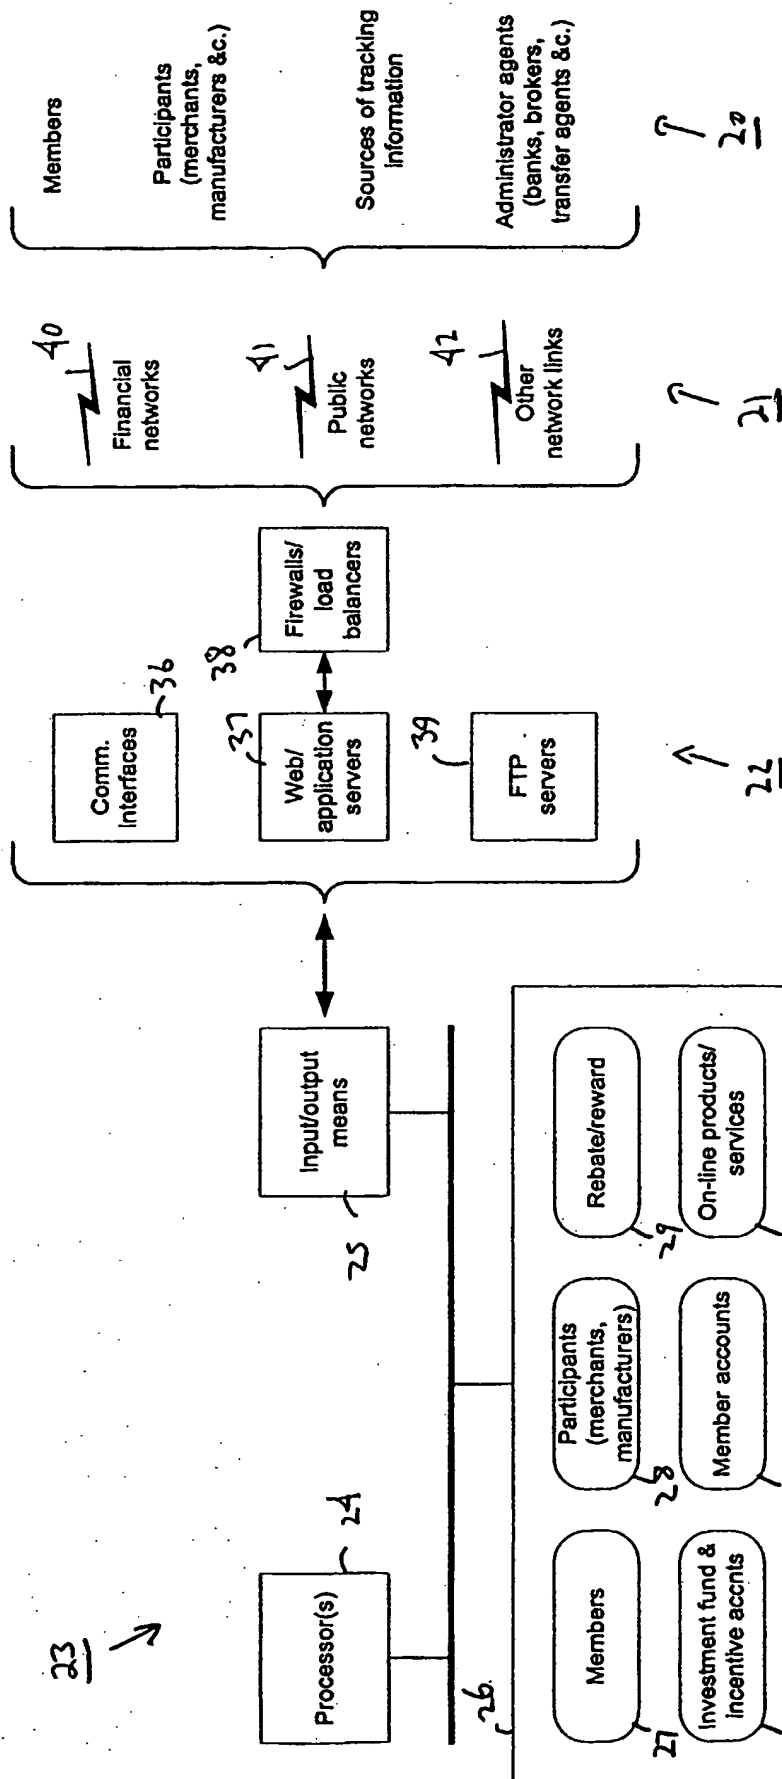 23
Processor(s)
24
Input/output
means
25
Comm.
Interfaces
36
Web/
application
servers
37
Firewalls/
load
balancers
38
FTP
servers
39
22
Financial
networks
40
Public
networks
41
Other
network links
42
21
Members
Participants
(merchants,
manufacturers &c.)
Sources of tracking
information
Administrator agents
(banks, brokers,
transfer agents &c.)
20
26
Members
27
Participants
(merchants,
manufacturers)
28
Rebate/reward
29
Investment fund &
incentive accnts
Member accounts
On-line products/
services